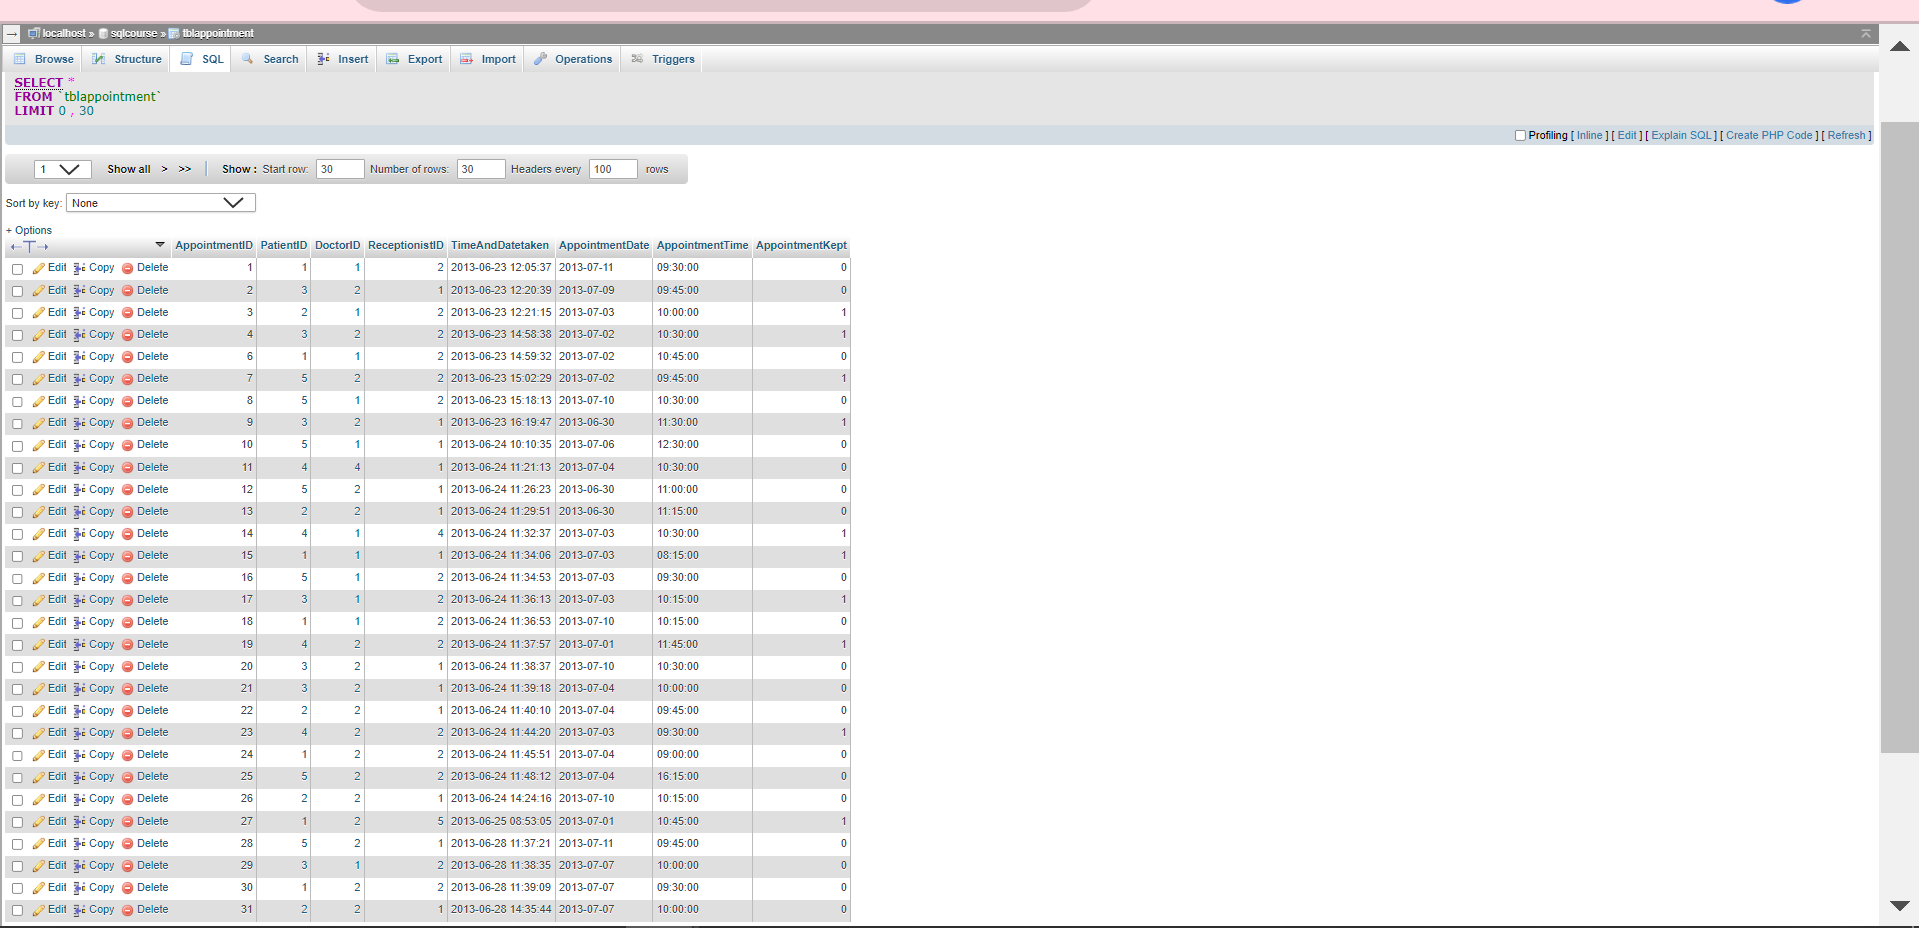 localhost » sqlcourse » tblappointment
Browse Structure SQL Search Insert Export Import Operations Triggers
SELECT *
FROM `tblappointment`
LIMIT 0 , 30
Profiling [ Inline ] [ Edit ] [ Explain SQL ] [ Create PHP Code ] [ Refresh ]
1 Show all > >> Show : Start row: 30 Number of rows: 30 Headers every 100 rows
Sort by key: None
+ Options
←T→ AppointmentID PatientID DoctorID ReceptionistID TimeAndDatetaken AppointmentDate AppointmentTime AppointmentKept
Edit Copy Delete 1 1 1 2 2013-06-23 12:05:37 2013-07-11 09:30:00 0
Edit Copy Delete 2 3 2 1 2013-06-23 12:20:39 2013-07-09 09:45:00 0
Edit Copy Delete 3 2 1 2 2013-06-23 12:21:15 2013-07-03 10:00:00 1
Edit Copy Delete 4 3 2 2 2013-06-23 14:58:38 2013-07-02 10:30:00 1
Edit Copy Delete 6 1 1 2 2013-06-23 14:59:32 2013-07-02 10:45:00 0
Edit Copy Delete 7 5 2 2 2013-06-23 15:02:29 2013-07-02 09:45:00 1
Edit Copy Delete 8 5 1 2 2013-06-23 15:18:13 2013-07-10 10:30:00 0
Edit Copy Delete 9 3 2 1 2013-06-23 16:19:47 2013-06-30 11:30:00 1
Edit Copy Delete 10 5 1 1 2013-06-24 10:10:35 2013-07-06 12:30:00 0
Edit Copy Delete 11 4 4 1 2013-06-24 11:21:13 2013-07-04 10:30:00 0
Edit Copy Delete 12 5 2 1 2013-06-24 11:26:23 2013-06-30 11:00:00 0
Edit Copy Delete 13 2 2 1 2013-06-24 11:29:51 2013-06-30 11:15:00 0
Edit Copy Delete 14 4 1 4 2013-06-24 11:32:37 2013-07-03 10:30:00 1
Edit Copy Delete 15 1 1 1 2013-06-24 11:34:06 2013-07-03 08:15:00 1
Edit Copy Delete 16 5 1 2 2013-06-24 11:34:53 2013-07-03 09:30:00 0
Edit Copy Delete 17 3 1 2 2013-06-24 11:36:13 2013-07-03 10:15:00 1
Edit Copy Delete 18 1 1 2 2013-06-24 11:36:53 2013-07-10 10:15:00 0
Edit Copy Delete 19 4 2 2 2013-06-24 11:37:57 2013-07-01 11:45:00 1
Edit Copy Delete 20 3 2 1 2013-06-24 11:38:37 2013-07-10 10:30:00 0
Edit Copy Delete 21 3 2 1 2013-06-24 11:39:18 2013-07-04 10:00:00 0
Edit Copy Delete 22 2 2 1 2013-06-24 11:40:10 2013-07-04 09:45:00 0
Edit Copy Delete 23 4 2 2 2013-06-24 11:44:20 2013-07-03 09:30:00 1
Edit Copy Delete 24 1 2 2 2013-06-24 11:45:51 2013-07-04 09:00:00 0
Edit Copy Delete 25 5 2 2 2013-06-24 11:48:12 2013-07-04 16:15:00 0
Edit Copy Delete 26 2 2 1 2013-06-24 14:24:16 2013-07-10 10:15:00 0
Edit Copy Delete 27 1 2 5 2013-06-25 08:53:05 2013-07-01 10:45:00 1
Edit Copy Delete 28 5 2 1 2013-06-28 11:37:21 2013-07-11 09:45:00 0
Edit Copy Delete 29 3 1 2 2013-06-28 11:38:35 2013-07-07 10:00:00 0
Edit Copy Delete 30 1 2 2 2013-06-28 11:39:09 2013-07-07 09:30:00 0
Edit Copy Delete 31 2 2 1 2013-06-28 14:35:44 2013-07-07 10:00:00 0